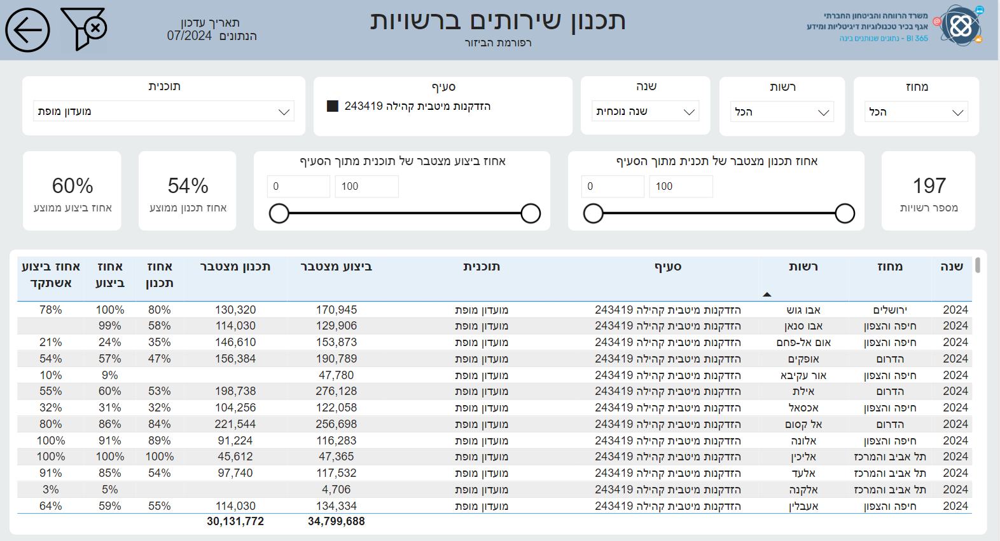 משרד הרווחה והביטחון החברתי
אגף בכיר טכנולוגיות דיגיטליות ומידע
BI 365 - נתונים שנותנים בינה
תכנון שירותים ברשויות
רפורמת הביזור
תאריך עדכון
הנתונים 07/2024
מחוז
הכל
רשות
הכל
שנה
שנה נוכחית
סעיף
הזדקנות מיטבית קהילה 243419
תוכנית
מועדון מופת
197
מספר רשויות
אחוז תכנון מצטבר של תכנית מתוך הסעיף
0 100
אחוז ביצוע מצטבר של תוכנית מתוך הסעיף
0 100
54%
אחוז תכנון ממוצע
60%
אחוז ביצוע ממוצע
שנה מחוז רשות סעיף תוכנית ביצוע מצטבר תכנון מצטבר אחוז תכנון אחוז ביצוע אחוז ביצוע אשתקד
2024 ירושלים אבו גוש הזדקנות מיטבית קהילה 243419 מועדון מופת 170,945 130,320 80% 100% 78%
2024 חיפה והצפון אבו סנאן הזדקנות מיטבית קהילה 243419 מועדון מופת 129,906 114,030 58% 99%
2024 חיפה והצפון אום אל-פחם הזדקנות מיטבית קהילה 243419 מועדון מופת 153,873 146,610 35% 24% 21%
2024 הדרום אופקים הזדקנות מיטבית קהילה 243419 מועדון מופת 190,789 156,384 47% 57% 54%
2024 חיפה והצפון אור עקיבא הזדקנות מיטבית קהילה 243419 מועדון מופת 47,780 9% 10%
2024 הדרום אילת הזדקנות מיטבית קהילה 243419 מועדון מופת 276,128 198,738 53% 60% 55%
2024 חיפה והצפון אכסאל הזדקנות מיטבית קהילה 243419 מועדון מופת 122,058 104,256 32% 31% 32%
2024 הדרום אל קסום הזדקנות מיטבית קהילה 243419 מועדון מופת 256,698 221,544 84% 86% 80%
2024 חיפה והצפון אלונה הזדקנות מיטבית קהילה 243419 מועדון מופת 116,283 91,224 89% 91% 100%
2024 תל אביב והמרכז אליכין הזדקנות מיטבית קהילה 243419 מועדון מופת 47,365 45,612 100% 100% 100%
2024 תל אביב והמרכז אלעד הזדקנות מיטבית קהילה 243419 מועדון מופת 117,532 97,740 54% 85% 91%
2024 תל אביב והמרכז אלקנה הזדקנות מיטבית קהילה 243419 מועדון מופת 4,706 5% 3%
2024 חיפה והצפון אעבלין הזדקנות מיטבית קהילה 243419 מועדון מופת 134,334 114,030 55% 59% 64%
34,799,688 30,131,772